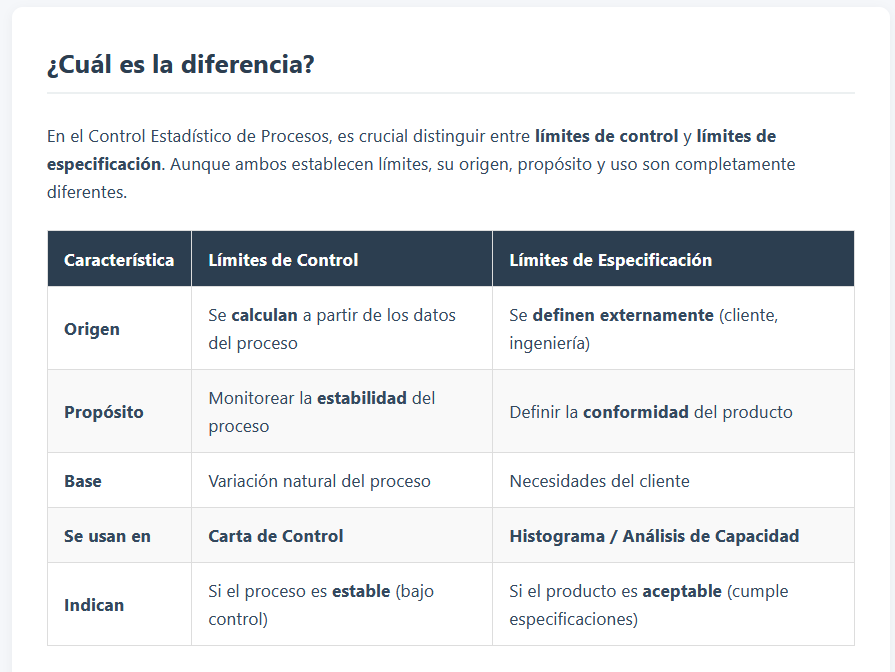 ¿Cuál es la diferencia?
En el Control Estadístico de Procesos, es crucial distinguir entre límites de control y límites de
especificación. Aunque ambos establecen límites, su origen, propósito y uso son completamente
diferentes.
Característica Límites de Control Límites de Especificación
Origen
Se calculan a partir de los datos
del proceso
Se definen externamente (cliente,
ingeniería)
Propósito
Monitorear la estabilidad del
proceso
Definir la conformidad del producto
Base Variación natural del proceso Necesidades del cliente
Se usan en Carta de Control Histograma / Análisis de Capacidad
Indican
Si el proceso es estable (bajo
control)
Si el producto es aceptable (cumple
especificaciones)